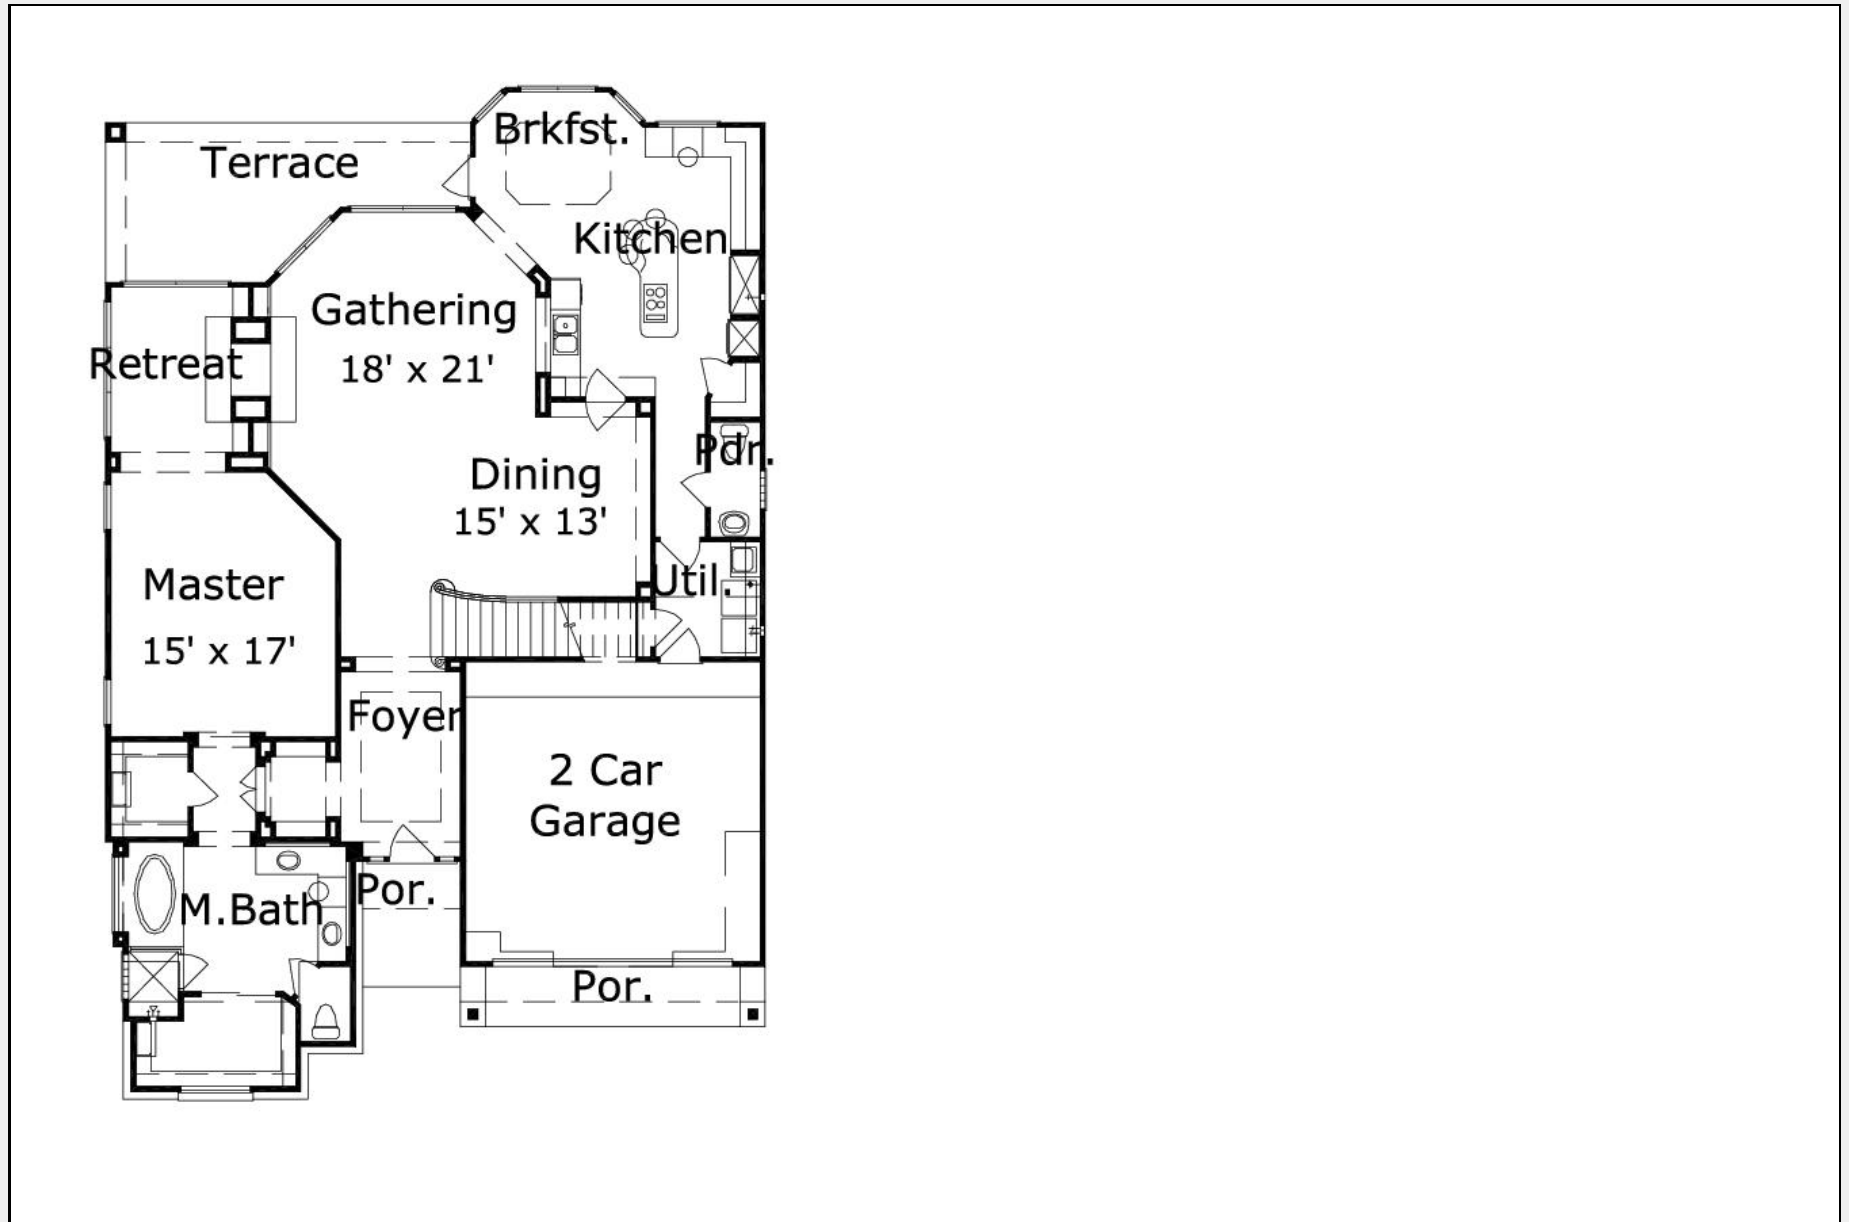 Brkfst.
Terrace
Kitchen
Gathering
18' x 21'
Retreat
Pdr.
Dining
15' x 13'
Util
Master
15' x 17'
Foyer
2 Car
Garage
Por.
M.Bath
Por.